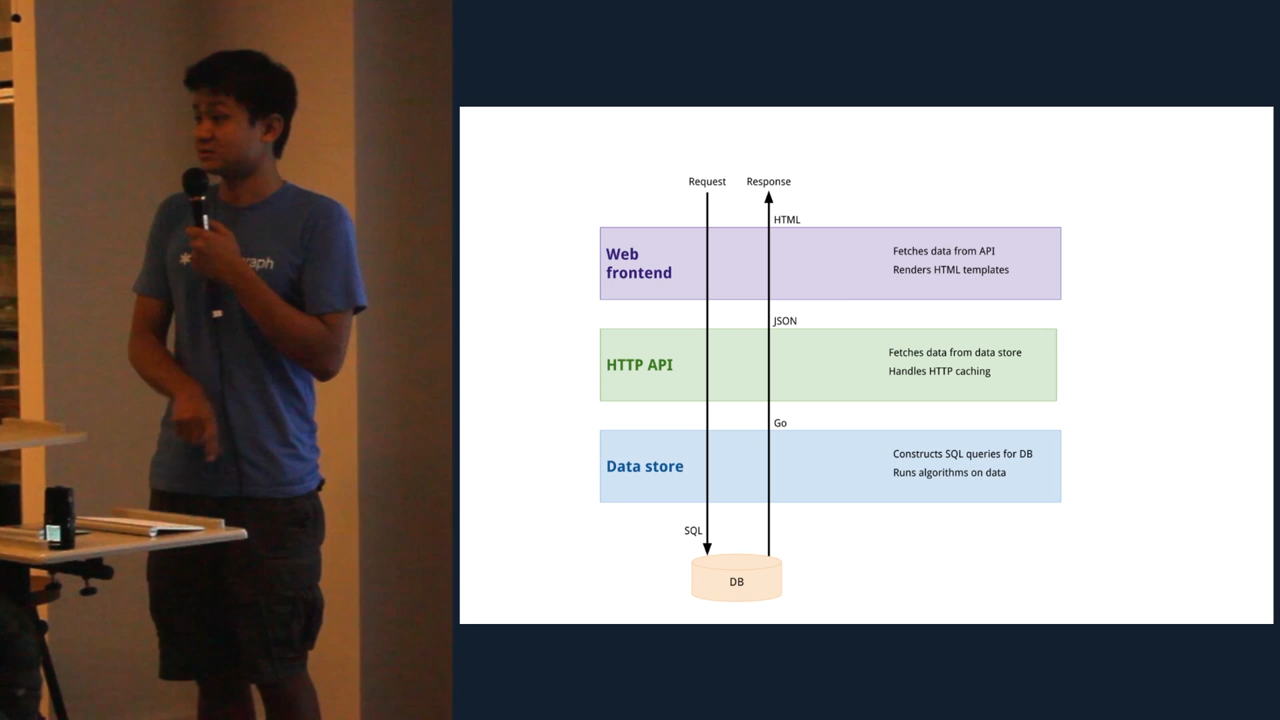 Request
Response
HTML
Web
frontend
Fetches data from API
Renders HTML templates
JSON
HTTP API
Fetches data from data store
Handles HTTP caching
Go
Data store
Constructs SQL queries for DB
Runs algorithms on data
SQL
DB